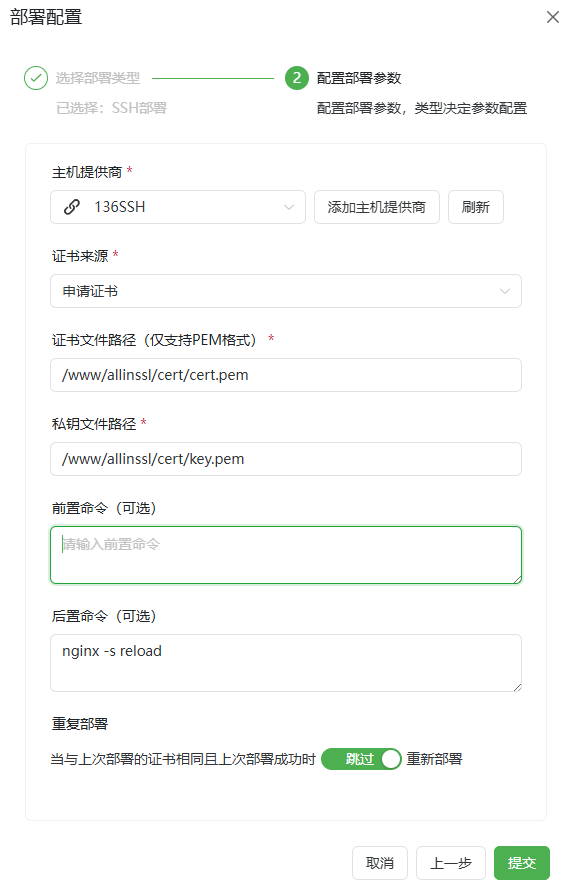 部署配置
选择部署类型
2 配置部署参数
已选择：SSH部署
配置部署参数，类型决定参数配置
主机提供商 *
136SSH
添加主机提供商
刷新
证书来源 *
申请证书
证书文件路径（仅支持PEM格式） *
/www/allinssl/cert/cert.pem
私钥文件路径 *
/www/allinssl/cert/key.pem
前置命令（可选）
请输入前置命令
后置命令（可选）
nginx -s reload
重复部署
当与上次部署的证书相同且上次部署成功时 跳过 重新部署
取消
上一步
提交